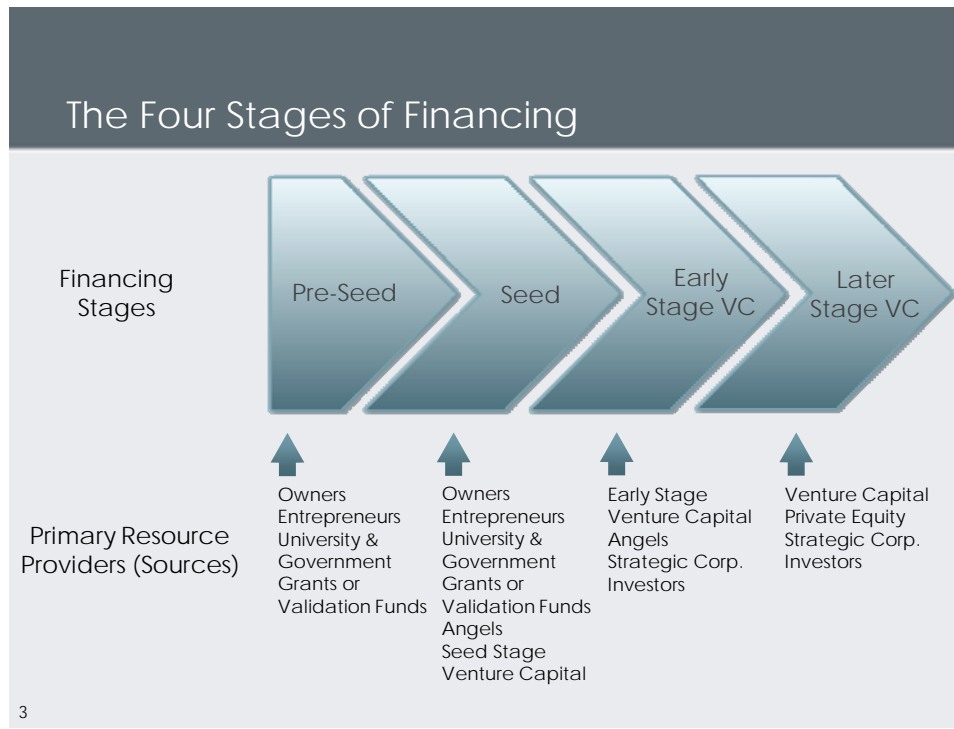 The Four Stages of Financing
Financing
Stages
Pre-Seed
Seed
Early
Stage VC
Later
Stage VC
Primary Resource
Providers (Sources)
Owners
Entrepreneurs
University &
Government
Grants or
Validation Funds
Owners
Entrepreneurs
University &
Government
Grants or
Validation Funds
Angels
Seed Stage
Venture Capital
Early Stage
Venture Capital
Angels
Strategic Corp.
Investors
Venture Capital
Private Equity
Strategic Corp.
Investors
3